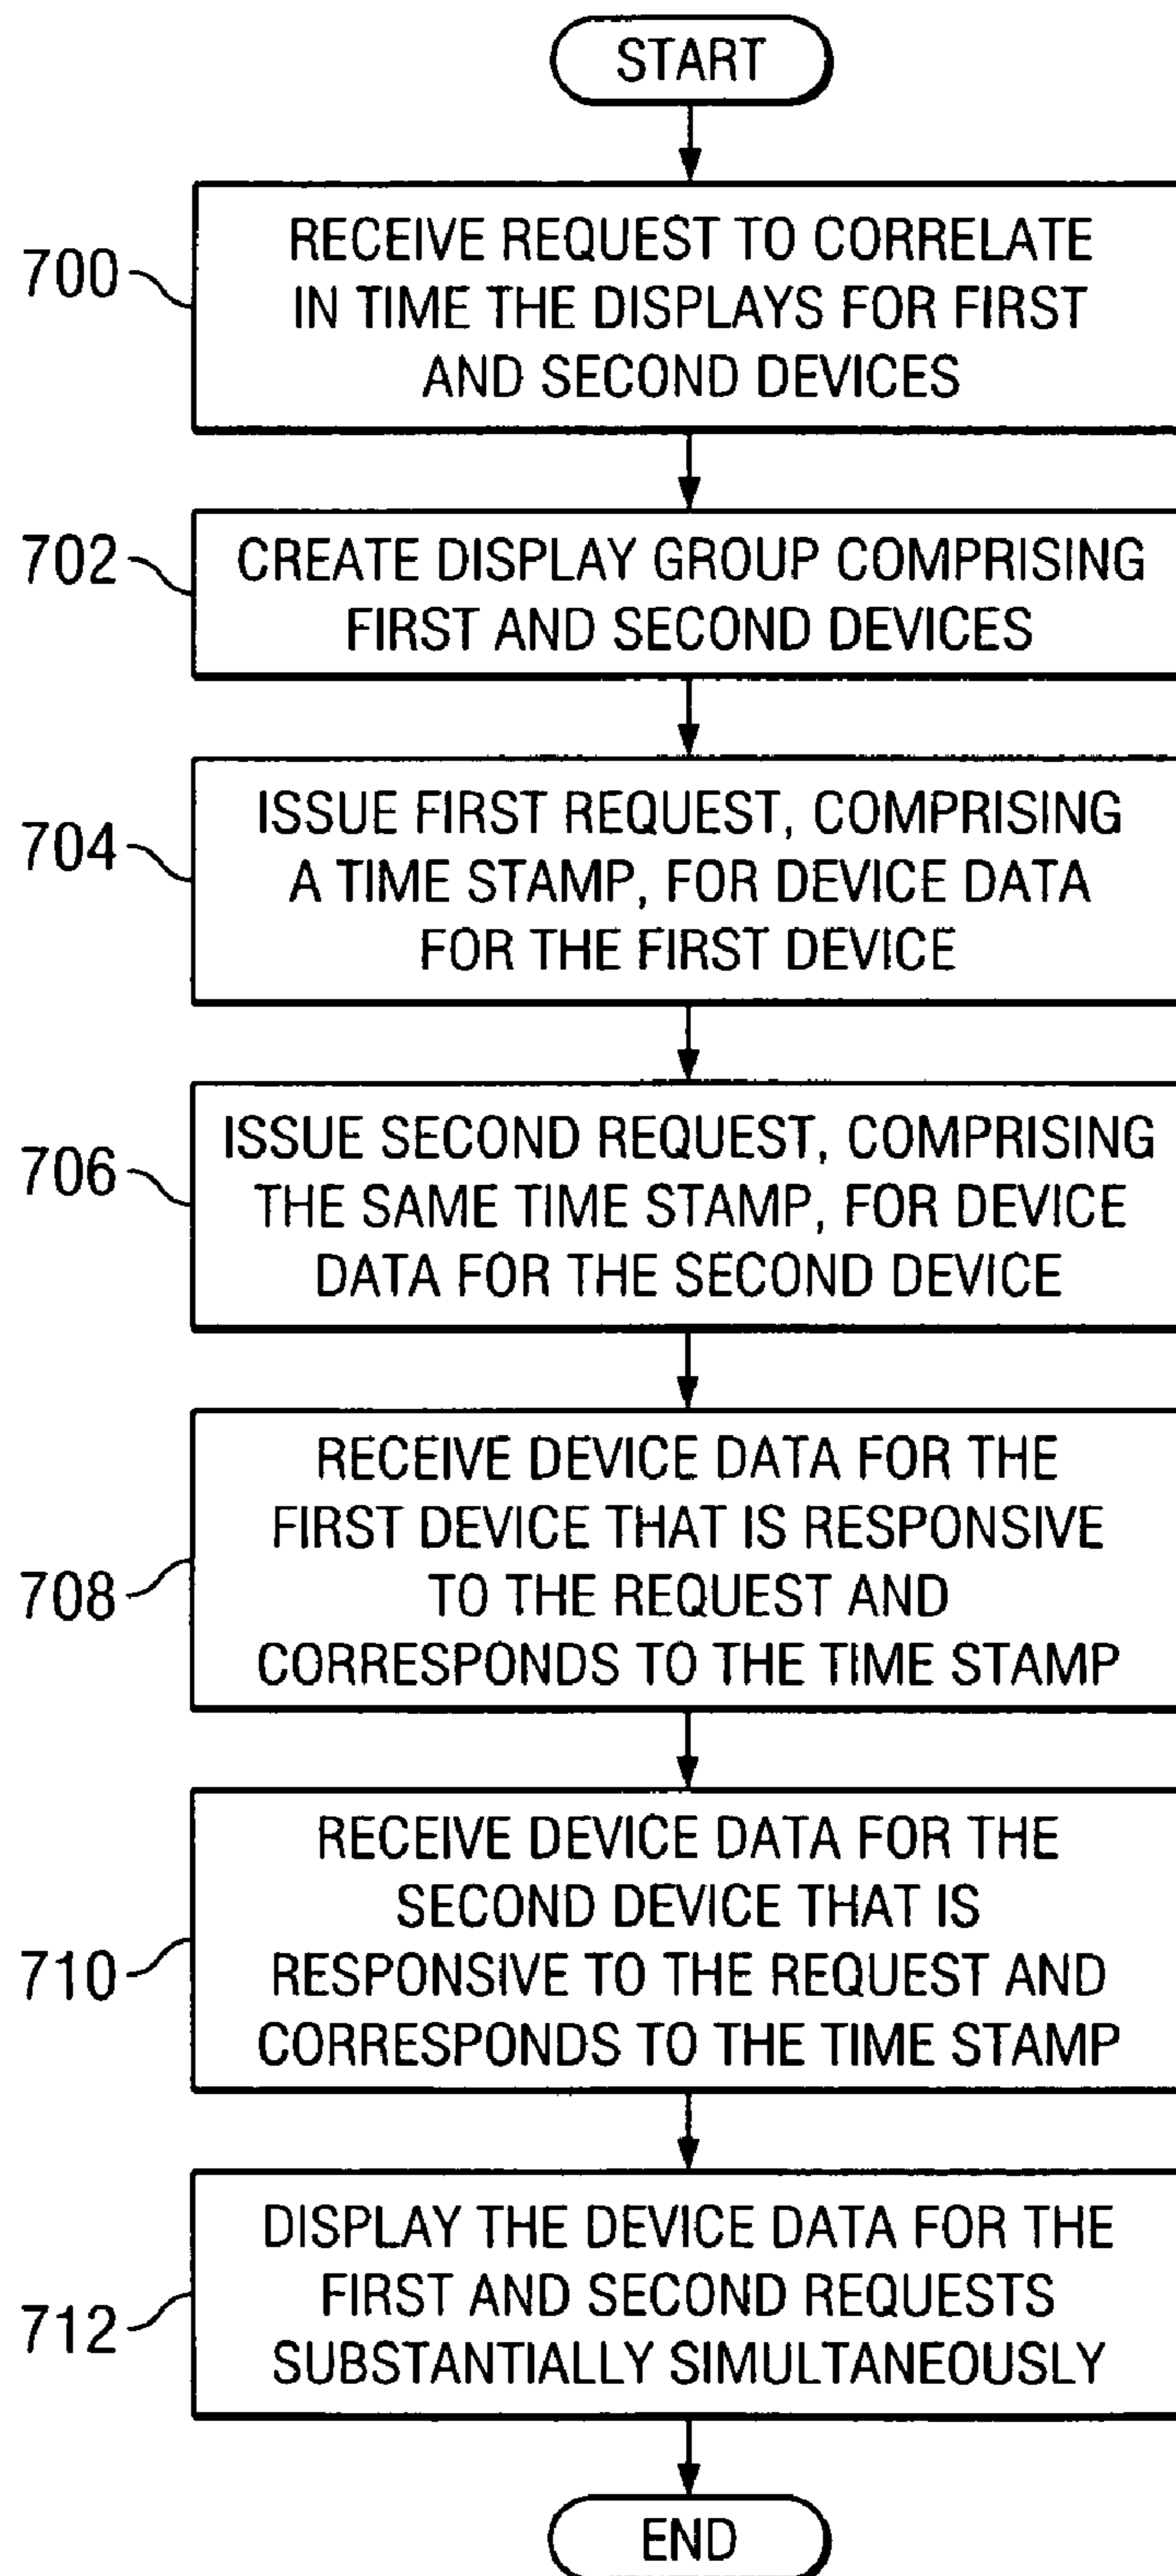 START
700
RECEIVE REQUEST TO CORRELATE
IN TIME THE DISPLAYS FOR FIRST
AND SECOND DEVICES
702
CREATE DISPLAY GROUP COMPRISING
FIRST AND SECOND DEVICES
704
ISSUE FIRST REQUEST, COMPRISING
A TIME STAMP, FOR DEVICE DATA
FOR THE FIRST DEVICE
706
ISSUE SECOND REQUEST, COMPRISING
THE SAME TIME STAMP, FOR DEVICE
DATA FOR THE SECOND DEVICE
708
RECEIVE DEVICE DATA FOR THE
FIRST DEVICE THAT IS RESPONSIVE
TO THE REQUEST AND
CORRESPONDS TO THE TIME STAMP
710
RECEIVE DEVICE DATA FOR THE
SECOND DEVICE THAT IS
RESPONSIVE TO THE REQUEST AND
CORRESPONDS TO THE TIME STAMP
712
DISPLAY THE DEVICE DATA FOR THE
FIRST AND SECOND REQUESTS
SUBSTANTIALLY SIMULTANEOUSLY
END